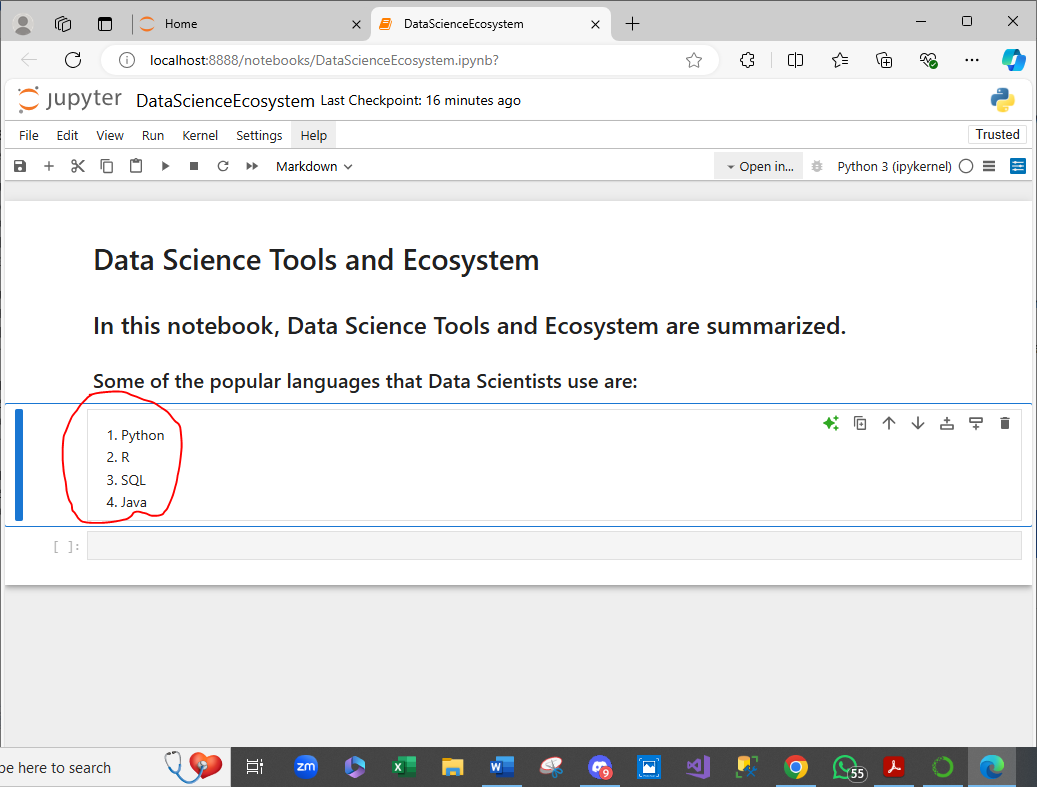 Home
DataScienceEcosystem
localhost:8888/notebooks/DataScienceEcosystem.ipynb?
jupyter DataScienceEcosystem Last Checkpoint: 16 minutes ago
File Edit View Run Kernel Settings Help Trusted
Markdown Open in... Python 3 (ipykernel)
Data Science Tools and Ecosystem
In this notebook, Data Science Tools and Ecosystem are summarized.
Some of the popular languages that Data Scientists use are:
1. Python
2. R
3. SQL
4. Java
[ ]:
be here to search zm 9 55